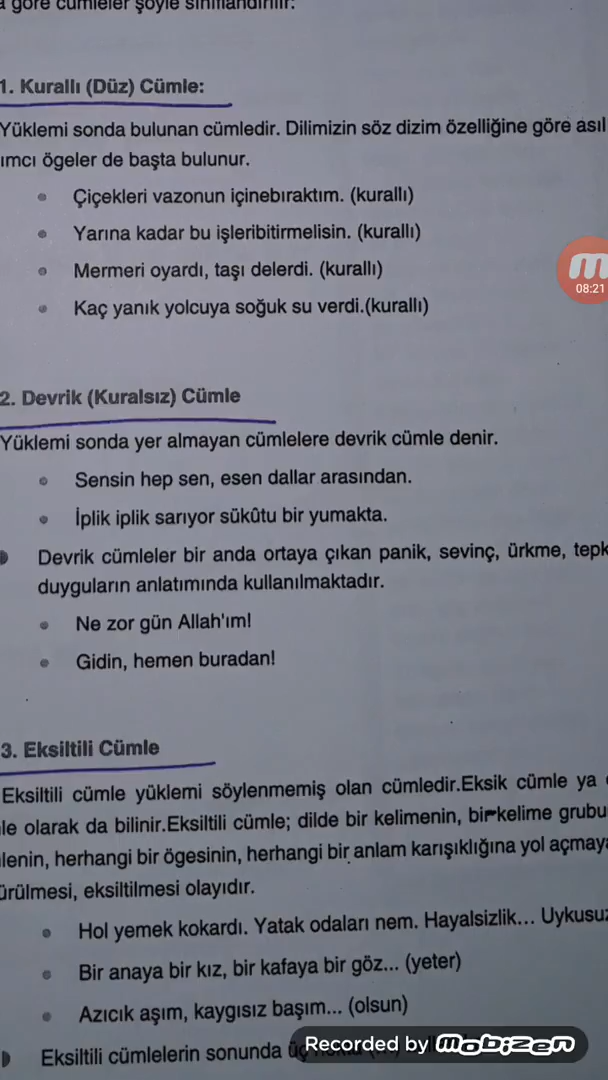 a göre cümleler şöyle sınıflandırılır:
1. Kurallı (Düz) Cümle:
Yüklemi sonda bulunan cümledir. Dilimizin söz dizim özelliğine göre asıl
ımcı ögeler de başta bulunur.
Çiçekleri vazonun içinebıraktım. (kurallı)
Yarına kadar bu işleribitirmelisin. (kurallı)
Mermeri oyardı, taşı delerdi. (kurallı)
08:21
Kaç yanık yolcuya soğuk su verdi.(kurallı)
2. Devrik (Kuralsız) Cümle
Yüklemi sonda yer almayan cümlelere devrik cümle denir.
Sensin hep sen, esen dallar arasından.
İplik iplik sarıyor sükûtu bir yumakta.
Devrik cümleler bir anda ortaya çıkan panik, sevinç, ürkme, tepk
duyguların anlatımında kullanılmaktadır.
Ne zor gün Allah'ım!
Gidin, hemen buradan!
3. Eksiltili Cümle
Eksiltili cümle yüklemi söylenmemiş olan cümledir.Eksik cümle ya
le olarak da bilinir.Eksiltili cümle; dilde bir kelimenin, bir kelime grubu
lenin, herhangi bir ögesinin, herhangi bir anlam karışıklığına yol açmaya
ürülmesi, eksiltilmesi olayıdır.
Hol yemek kokardı. Yatak odaları nem. Hayalsizlik... Uykusuz
Bir anaya bir kız, bir kafaya bir göz... (yeter)
Azıcık aşım, kaygısız başım... (olsun)
Eksiltili cümlelerin sonunda
Recorded by mobizen